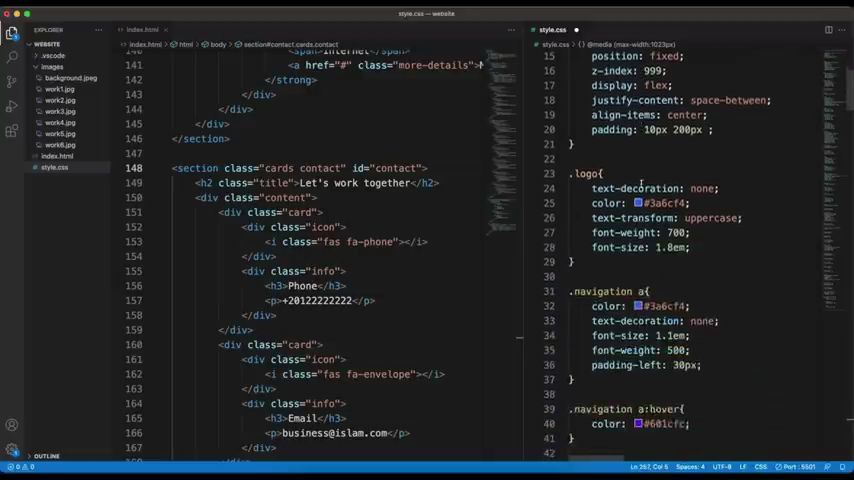 style.css — website
EXPLORER
WEBSITE
.vscode
images
background.jpeg
work1.jpg
work2.jpg
work3.jpg
work4.jpg
work5.jpg
work6.jpg
index.html
style.css
OUTLINE
index.html
index.html > html > body > section#contact.cards.contact
141 <a href="#" class="more-details">
142 </strong>
143 </div>
144 </div>
145 </div>
146 </section>
147
148 <section class="cards contact" id="contact">
149 <h2 class="title">Let's work together</h2>
150 <div class="content">
151 <div class="card">
152 <div class="icon">
153 <i class="fas fa-phone"></i>
154 </div>
155 <div class="info">
156 <h3>Phone</h3>
157 <p>+20122222222</p>
158 </div>
159 </div>
160 <div class="card">
161 <div class="icon">
162 <i class="fas fa-envelope"></i>
163 </div>
164 <div class="info">
165 <h3>Email</h3>
166 <p>business@islam.com</p>
167 </div>
style.css
style.css > {} @media (max-width:1023px)
15 position: fixed;
16 z-index: 999;
17 display: flex;
18 justify-content: space-between;
19 align-items: center;
20 padding: 10px 200px ;
21 }
22
23 .logo{
24 text-decoration: none;
25 color: #3a6cf4;
26 text-transform: uppercase;
27 font-weight: 700;
28 font-size: 1.8em;
29 }
30
31 .navigation a{
32 color: #3a6cf4;
33 text-decoration: none;
34 font-size: 1.1em;
35 font-weight: 500;
36 padding-left: 30px;
37 }
38
39 .navigation a:hover{
40 color: #601cfc;
41 }
42
0 0
Ln 257, Col 5 Spaces: 4 UTF-8 LF CSS Port : 5501